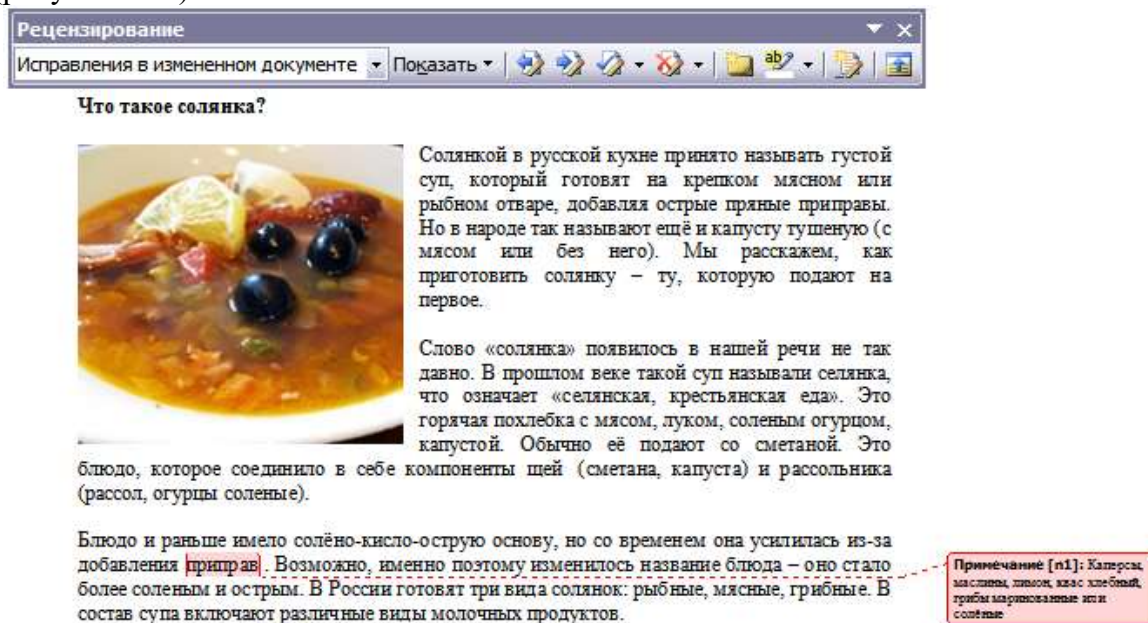 Рецензирование
Исправления в измененном документе Показать
Что такое солянка?
Солянкой в русской кухне принято называть густой
суп, который готовят на крепком мясном или
рыбном отваре, добавляя острые пряные приправы.
Но в народе так называют ещё и капусту тушеную (с
мясом или без него). Мы расскажем, как
приготовить солянку – ту, которую подают на
первое.
Слово «солянка» появилось в нашей речи не так
давно. В прошлом веке такой суп называли селянка,
что означает «селянская, крестьянская еда». Это
горячая похлебка с мясом, луком, соленым огурцом,
капустой. Обычно её подают со сметаной. Это
блюдо, которое соединило в себе компоненты щей (сметана, капуста) и рассольника
(рассол, огурцы соленые).
Блюдо и раньше имело солёно-кисло-острую основу, но со временем она усилилась из-за
добавления приправ . Возможно, именно поэтому изменилось название блюда – оно стало
более соленым и острым. В России готовят три вида солянок: рыбные, мясные, грибные. В
состав супа включают различные виды молочных продуктов.
Примечание [n1]: Каперсы,
маслины, лимон, квас хлебный,
грибы маринованные или
солёные